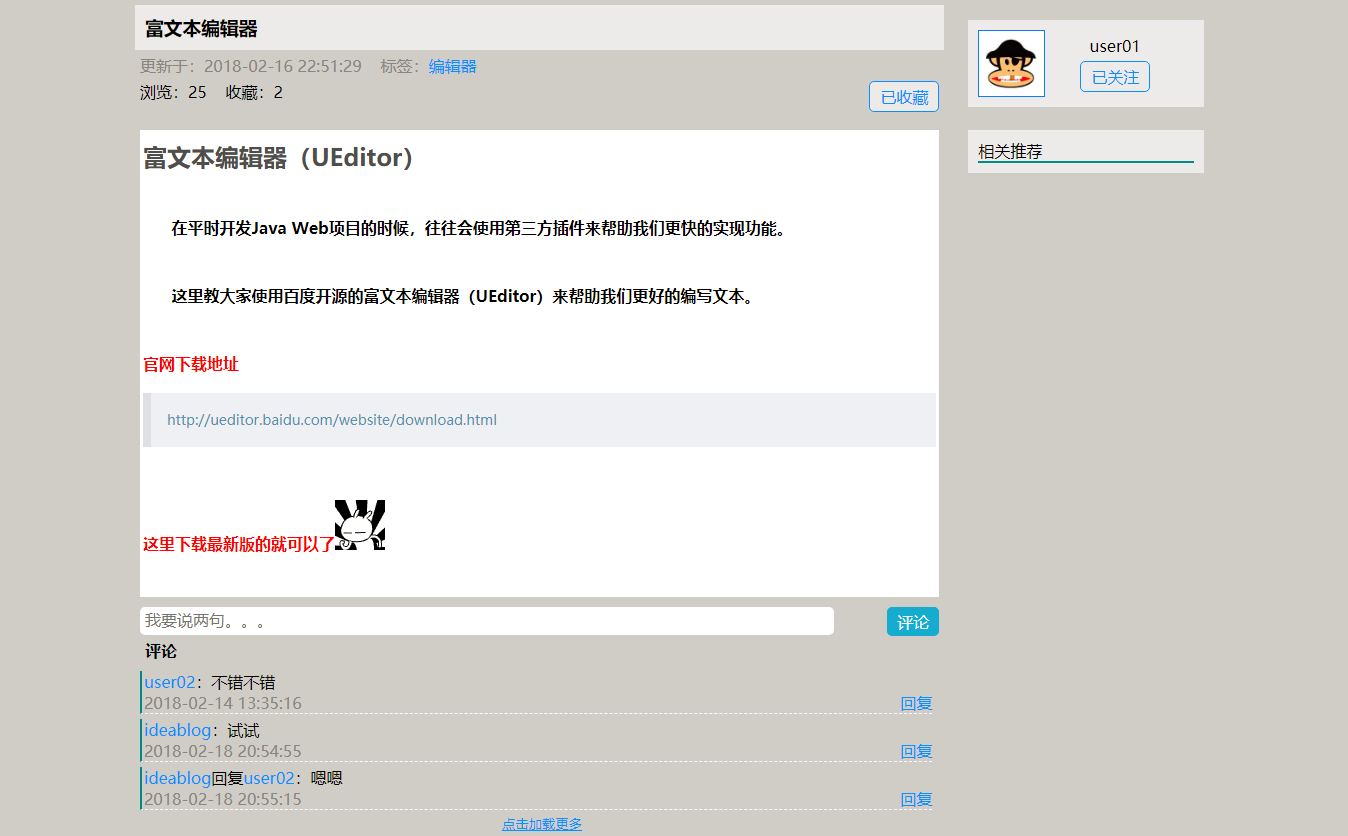 富文本编辑器
更新于：2018-02-16 22:51:29 标签：编辑器
浏览：25 收藏：2
已收藏
富文本编辑器（UEditor）
在平时开发Java Web项目的时候，往往会使用第三方插件来帮助我们更快的实现功能。
这里教大家使用百度开源的富文本编辑器（UEditor）来帮助我们更好的编写文本。
官网下载地址
http://ueditor.baidu.com/website/download.html
这里下载最新版的就可以了
我要说两句。。。
评论
评论
user02：不错不错
2018-02-14 13:35:16 回复
ideablog：试试
2018-02-18 20:54:55 回复
ideablog回复user02：嗯嗯
2018-02-18 20:55:15 回复
点击加载更多
user01
已关注
相关推荐